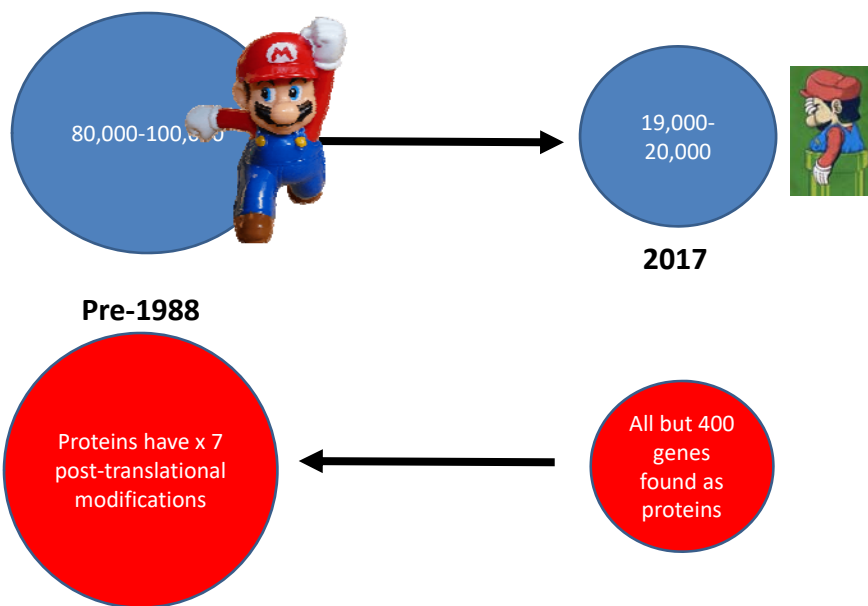 M
80,000-100,000
19,000-
20,000
2017
Pre-1988
Proteins have x 7
post-translational
modifications
All but 400
genes
found as
proteins